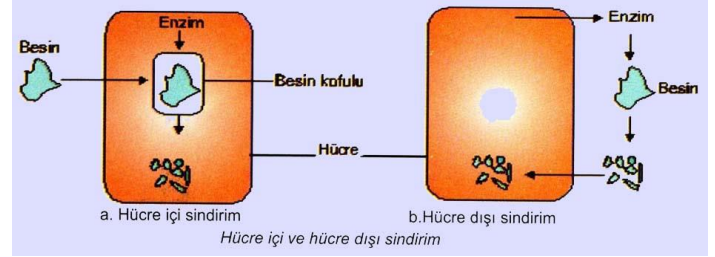 Besin
Enzim
Besin kofulu
Hücre
Enzim
Besin
a. Hücre içi sindirim
b.Hücre dışı sindirim
Hücre içi ve hücre dışı sindirim